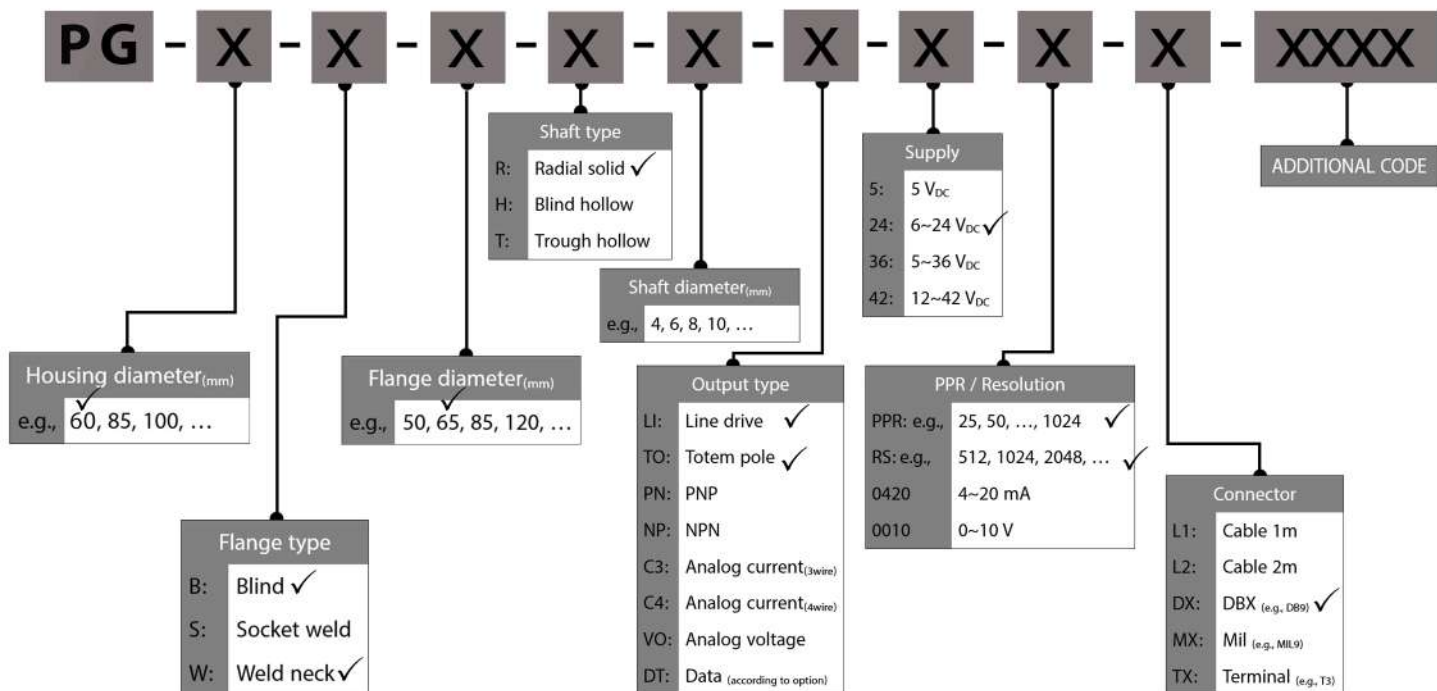 PG - X - X - X - X - X - X - X - X - X - XXXX
Shaft type
R: Radial solid ✓
H: Blind hollow
T: Trough hollow
Supply
5: 5 VDC
24: 6~24 VDC ✓
36: 5~36 VDC
42: 12~42 VDC
ADDITIONAL CODE
Shaft diameter(mm)
e.g., 4, 6, 8, 10, ...
Housing diameter(mm)
✓
e.g., 60, 85, 100, ...
Flange diameter(mm)
✓
e.g., 50, 65, 85, 120, ...
Output type
LI: Line drive ✓
TO: Totem pole ✓
PN: PNP
NP: NPN
C3: Analog current(3wire)
C4: Analog current(4wire)
VO: Analog voltage
DT: Data (according to option)
PPR / Resolution
PPR: e.g., 25, 50, ..., 1024 ✓
RS: e.g., 512, 1024, 2048, ... ✓
0420 4~20 mA
0010 0~10 V
Connector
L1: Cable 1m
L2: Cable 2m
DX: DBX (e.g., DB9) ✓
MX: Mil (e.g., MIL9)
TX: Terminal (e.g., T3)
Flange type
B: Blind ✓
S: Socket weld
W: Weld neck ✓